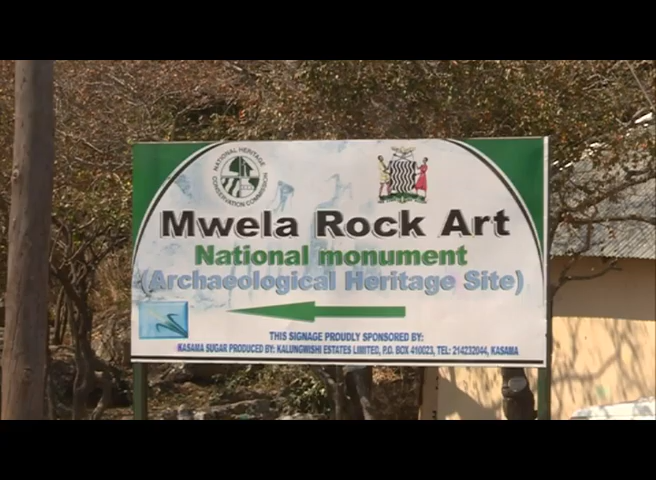 NATIONAL HERITAGE
CONSERVATION COMMISSION
Mwela Rock Art
National monument
(Archaeological Heritage Site)
THIS SIGNAGE PROUDLY SPONSORED BY:
KASAMA SUGAR PRODUCED BY: KALUNGWISHI ESTATES LIMITED, P.O. BOX 410023, TEL: 214232044, KASAMA